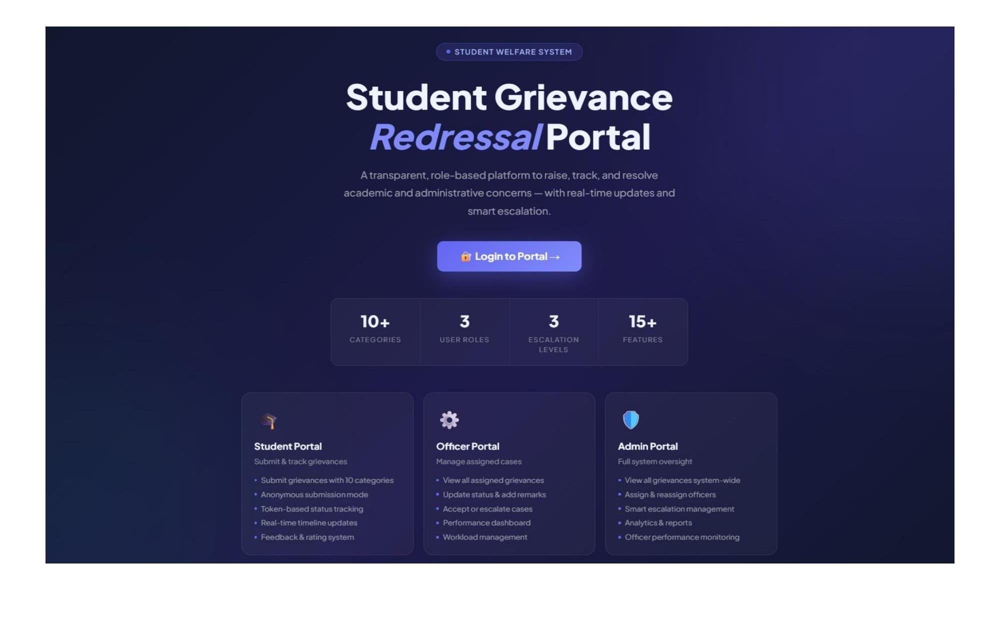 STUDENT WELFARE SYSTEM
Student Grievance
Redressal Portal
A transparent, role-based platform to raise, track, and resolve
academic and administrative concerns — with real-time updates and
smart escalation.
Login to Portal →
10+
CATEGORIES
3
USER ROLES
3
ESCALATION
LEVELS
15+
FEATURES
Student Portal
Submit & track grievances
• Submit grievances with 10 categories
• Anonymous submission mode
• Token-based status tracking
• Real-time timeline updates
• Feedback & rating system
Officer Portal
Manage assigned cases
• View all assigned grievances
• Update status & add remarks
• Accept or escalate cases
• Performance dashboard
• Workload management
Admin Portal
Full system oversight
• View all grievances system-wide
• Assign & reassign officers
• Smart escalation management
• Analytics & reports
• Officer performance monitoring